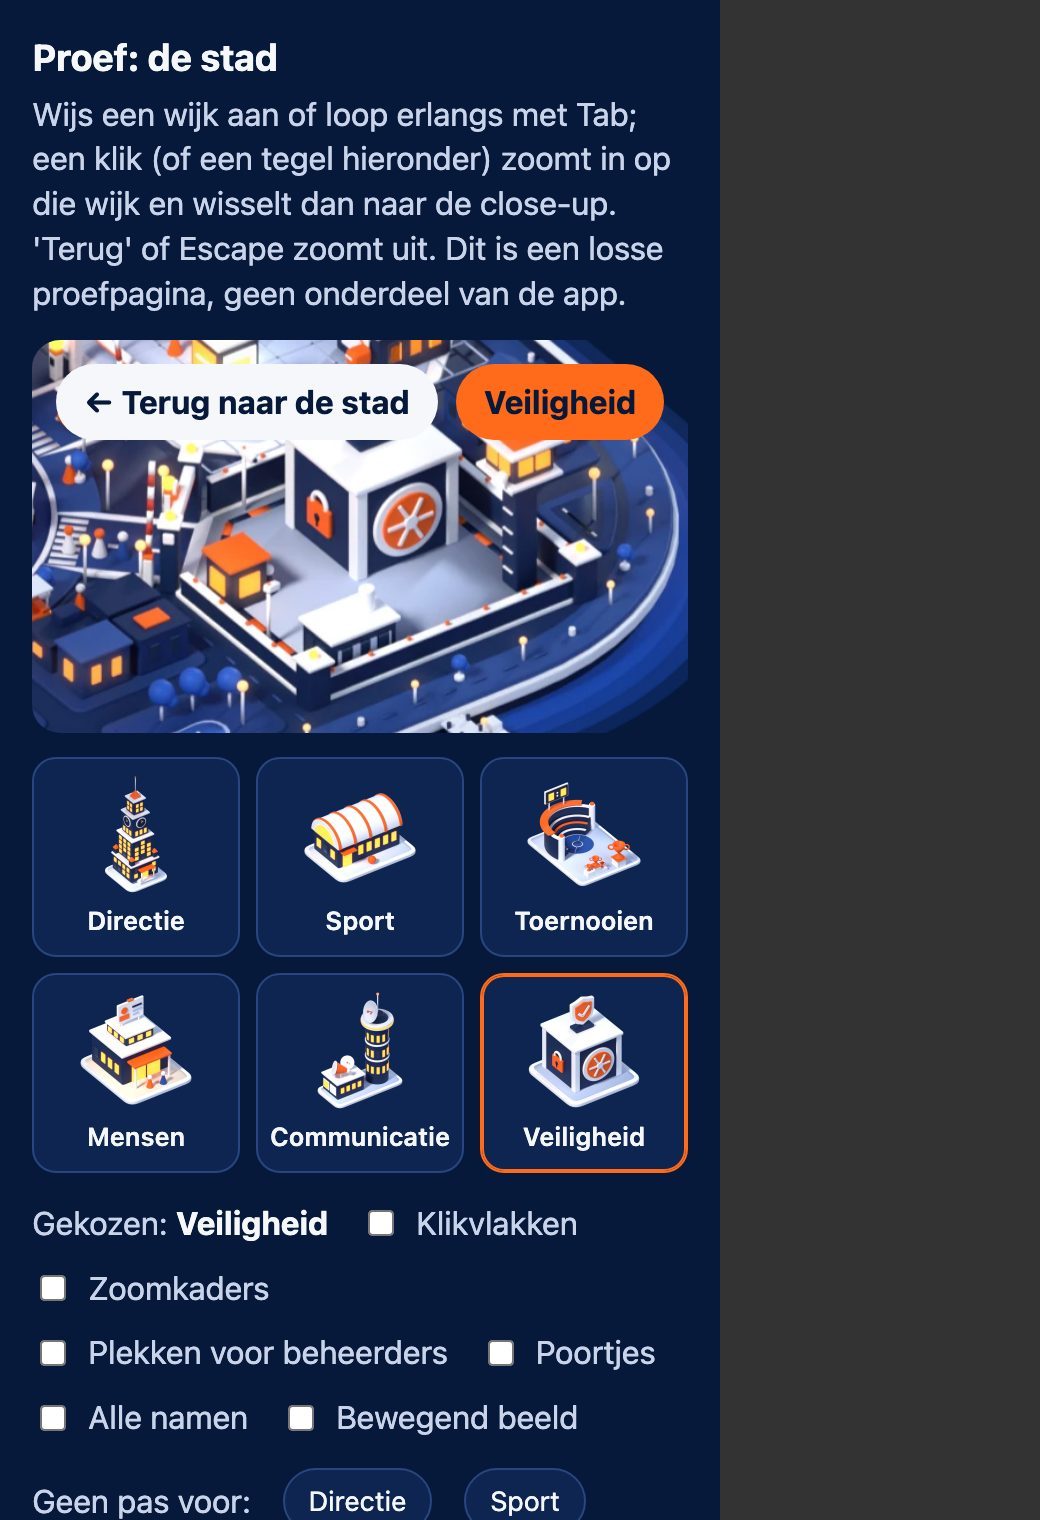 Proef: de stad
Wijs een wijk aan of loop erlangs met Tab;
een klik (of een tegel hieronder) zoomt in op
die wijk en wisselt dan naar de close-up.
'Terug' of Escape zoomt uit. Dit is een losse
proefpagina, geen onderdeel van de app.
← Terug naar de stad
Veiligheid
Directie
Sport
Toernooien
Mensen
Communicatie
Veiligheid
Gekozen: Veiligheid
Klikvlakken
Zoomkaders
Plekken voor beheerders
Poortjes
Alle namen
Bewegend beeld
Geen pas voor:
Directie
Sport